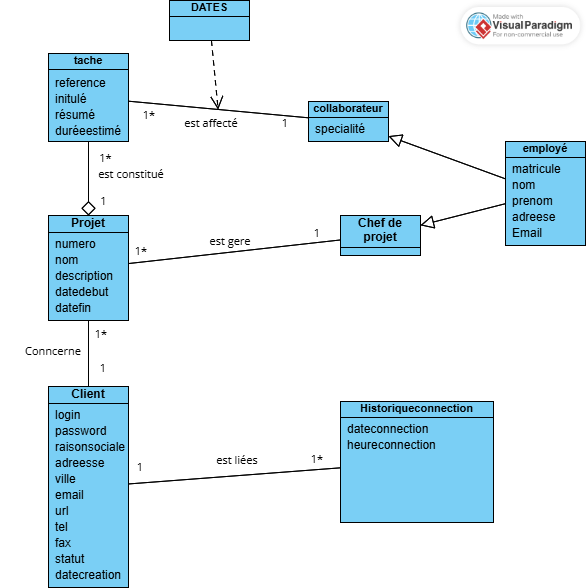 DATES
Made with
VisualParadigm
For non-commercial use
tache
reference
initulé
résumé
duréeestimé
1*
est affecté
1
collaborateur
specialité
employé
matricule
nom
prenom
adreese
Email
1*
est constitué
1
Projet
numero
nom
description
datedebut
datefin
1*
est gere
1
Chef de
projet
1*
Conncerne
1
Client
login
password
raisonsociale
adreesse
ville
email
url
tel
fax
statut
datecreation
1
est liées
1*
Historiqueconnection
dateconnection
heureconnection